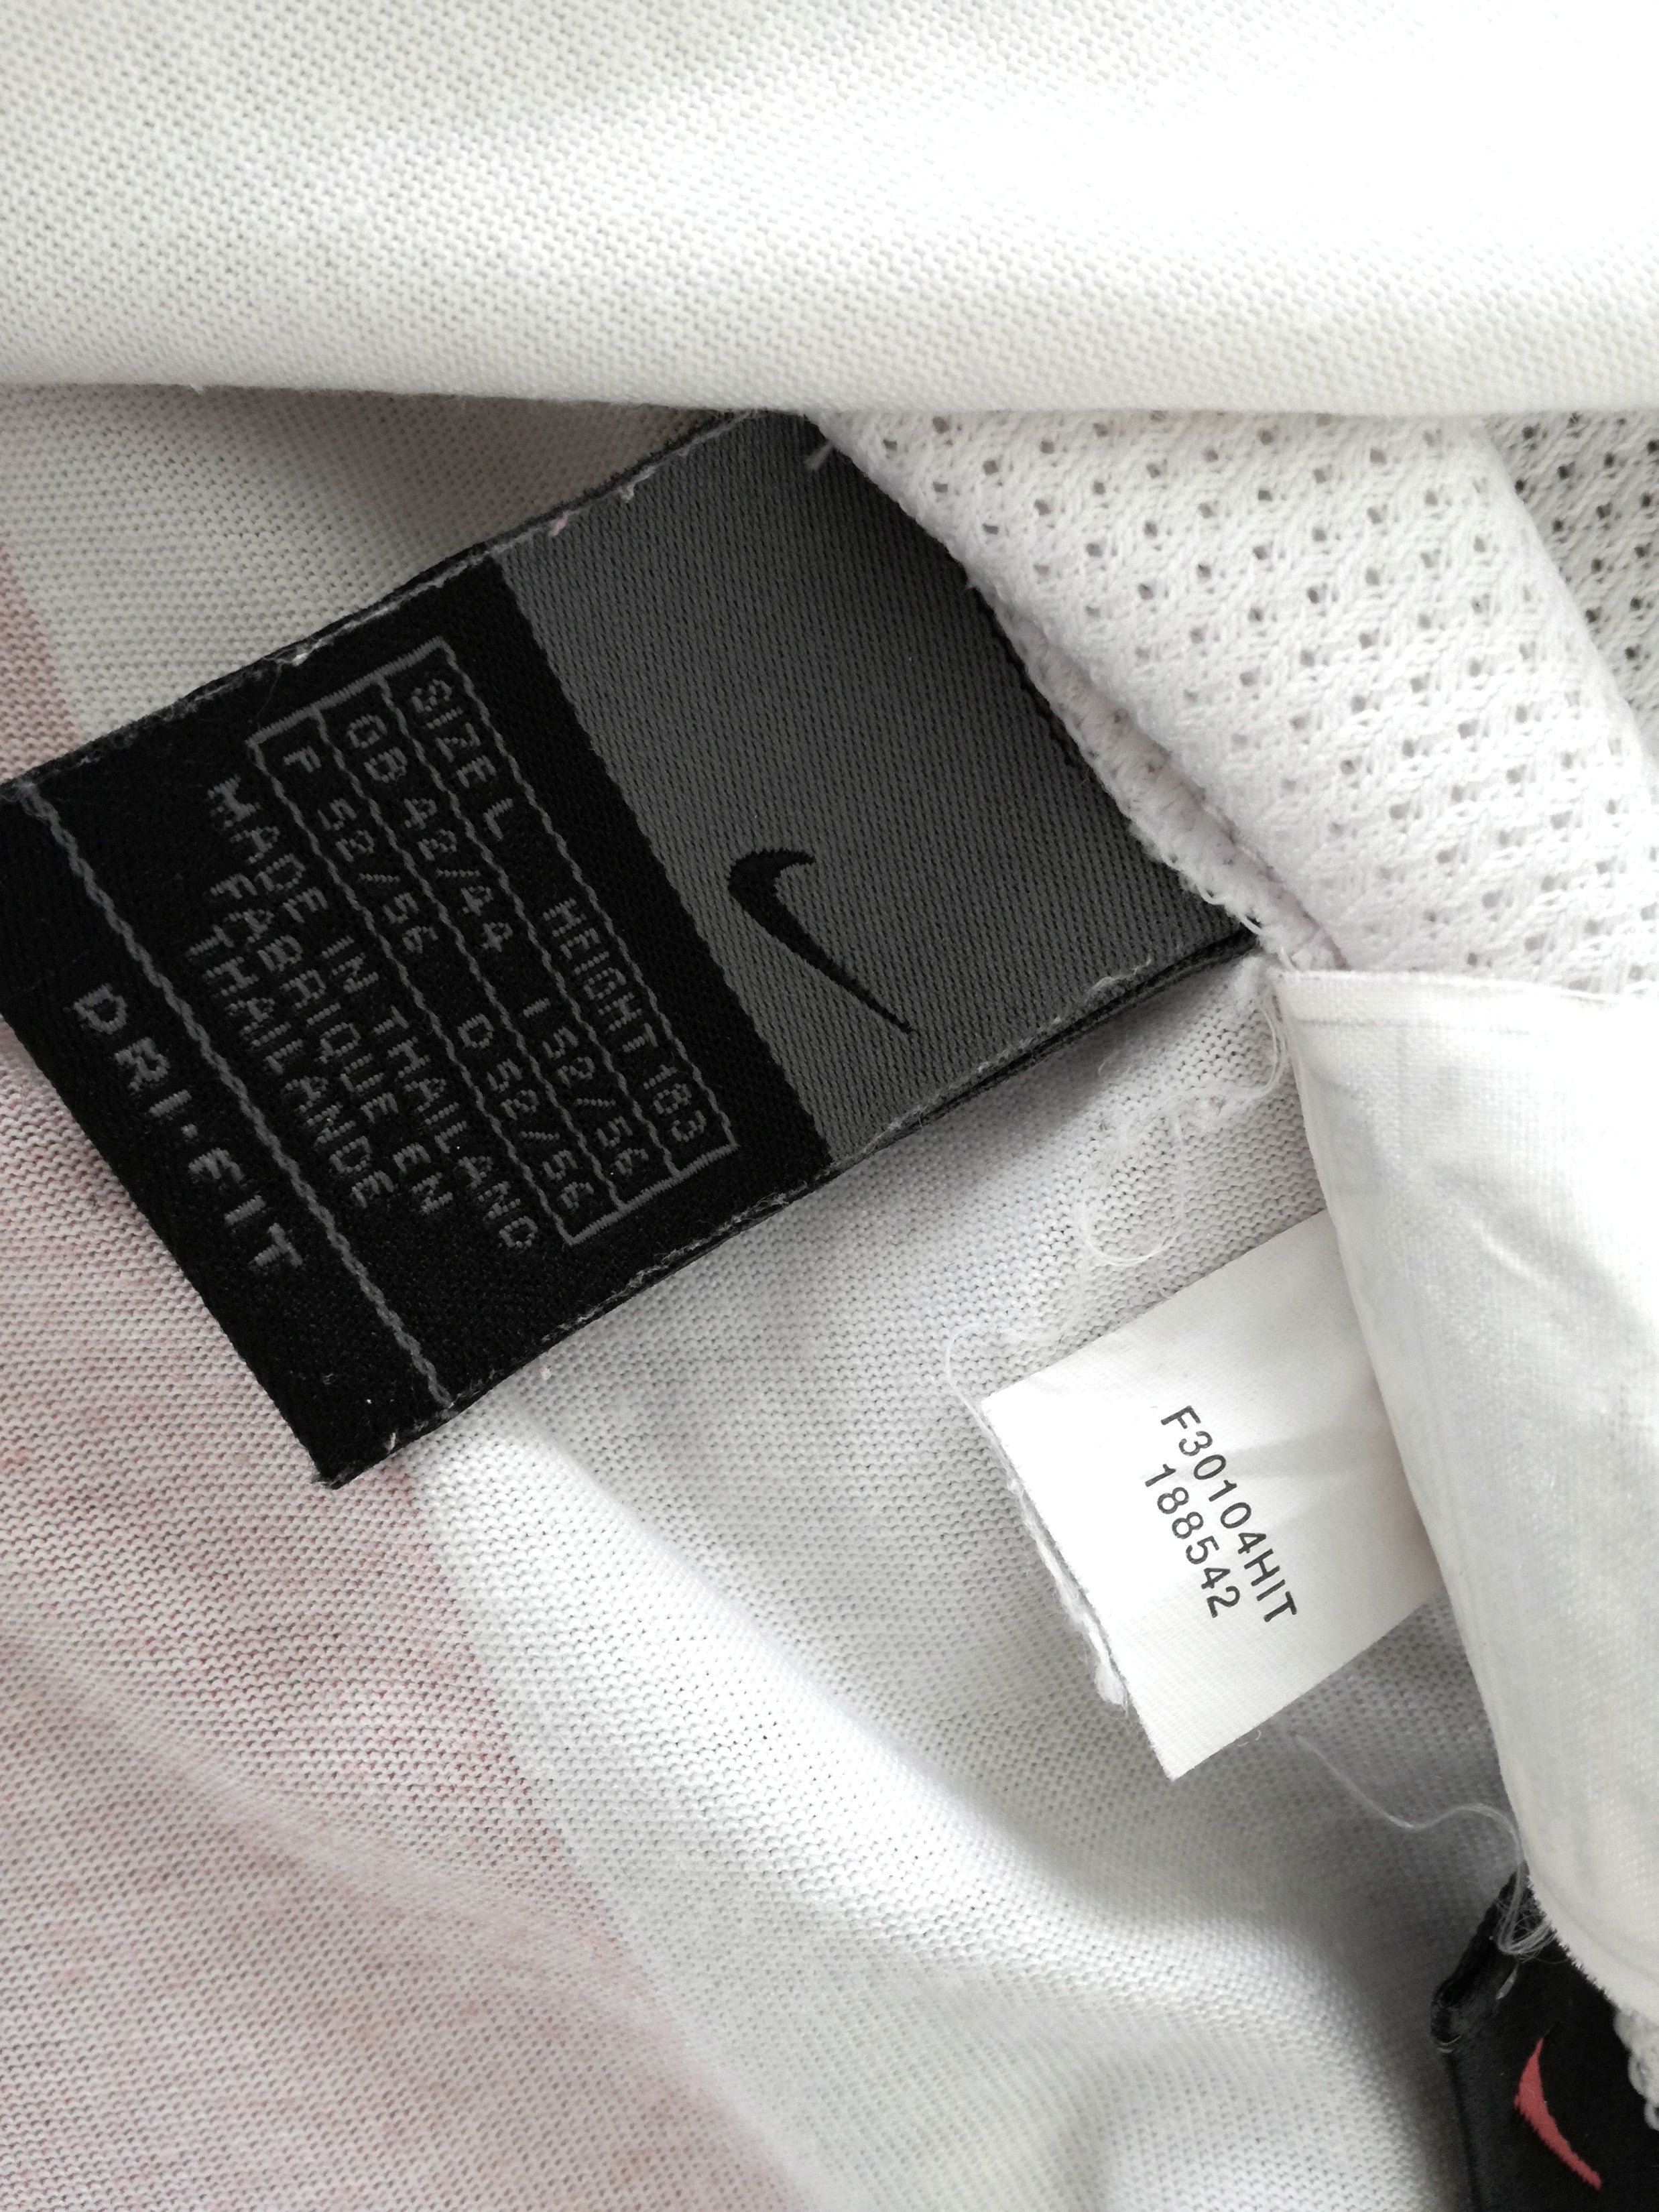 SIZE L HEIGHT 183
GB 42/44 I 52/56
F 52/56 D 52/56
MADE IN THAILAND
FABRIQUE EN
THAILANDE
DRI-FIT
F30104HIT
188542